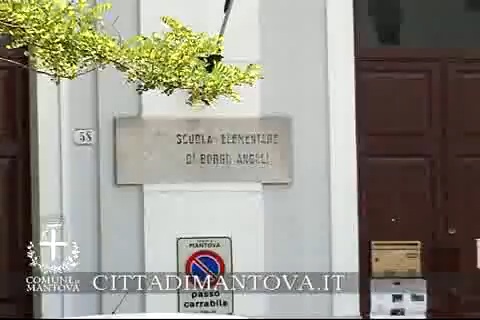 58
SCUOLA ELEMENTARE
DI BORGO ANGELI
MANTOVA
passo
carrabile
COMUNE DI
MANTOVA
CITTADIMANTOVA.IT